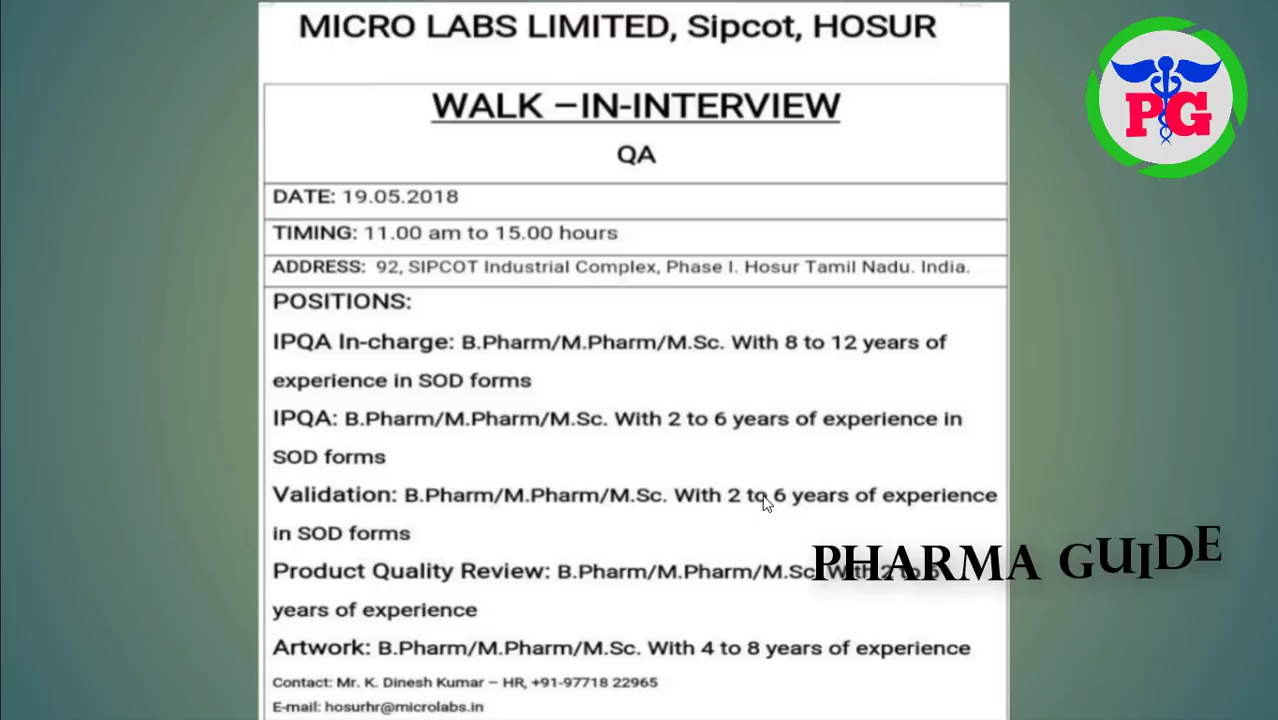 MICRO LABS LIMITED, Sipcot, HOSUR
WALK –IN-INTERVIEW
QA
DATE: 19.05.2018
TIMING: 11.00 am to 15.00 hours
ADDRESS: 92, SIPCOT Industrial Complex, Phase I. Hosur Tamil Nadu. India.
POSITIONS:
IPQA In-charge: B.Pharm/M.Pharm/M.Sc. With 8 to 12 years of
experience in SOD forms
IPQA: B.Pharm/M.Pharm/M.Sc. With 2 to 6 years of experience in
SOD forms
Validation: B.Pharm/M.Pharm/M.Sc. With 2 to 6 years of experience
in SOD forms
Product Quality Review: B.Pharm/M.Pharm/M.Sc. With 2 to
years of experience
Artwork: B.Pharm/M.Pharm/M.Sc. With 4 to 8 years of experience
Contact: Mr. K. Dinesh Kumar – HR, +91-97718 22965
E-mail: hosurhr@microlabs.in
PG
PHARMA GUIDE